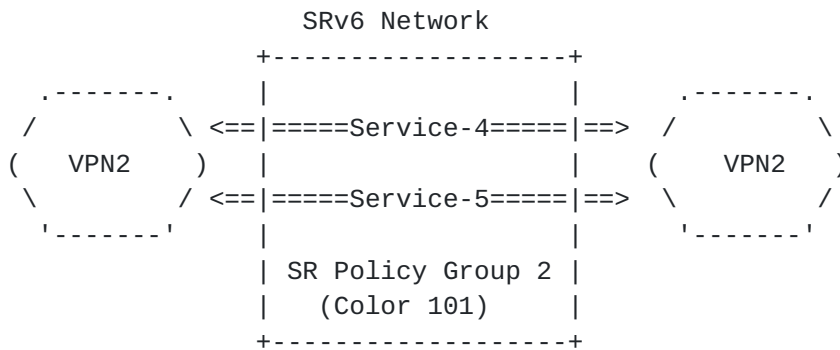 SRv6 Network
Service-4
VPN2 VPN2
Service-5
SR Policy Group 2
(Color 101)